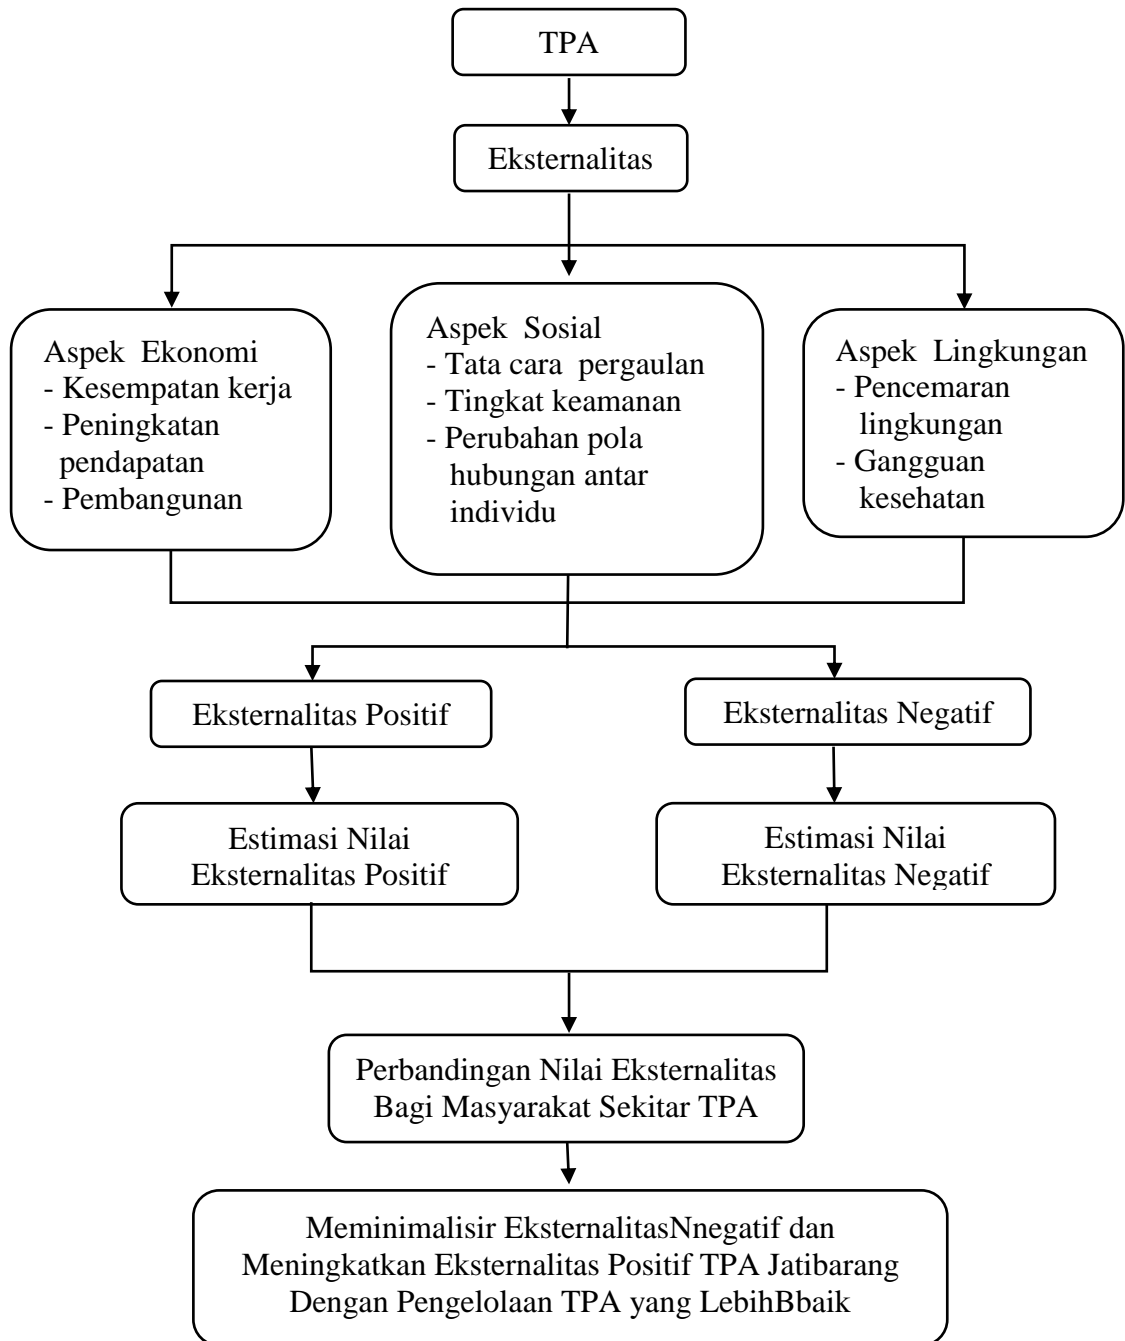 TPA
Eksternalitas
Aspek Ekonomi
- Kesempatan kerja
- Peningkatan
pendapatan
- Pembangunan
Aspek Sosial
- Tata cara pergaulan
- Tingkat keamanan
- Perubahan pola
hubungan antar
individu
Aspek Lingkungan
- Pencemaran
lingkungan
- Gangguan
kesehatan
Eksternalitas Positif
Eksternalitas Negatif
Estimasi Nilai
Eksternalitas Positif
Estimasi Nilai
Eksternalitas Negatif
Perbandingan Nilai Eksternalitas
Bagi Masyarakat Sekitar TPA
Meminimalisir EksternalitasNnegatif dan
Meningkatkan Eksternalitas Positif TPA Jatibarang
Dengan Pengelolaan TPA yang LebihBbaik